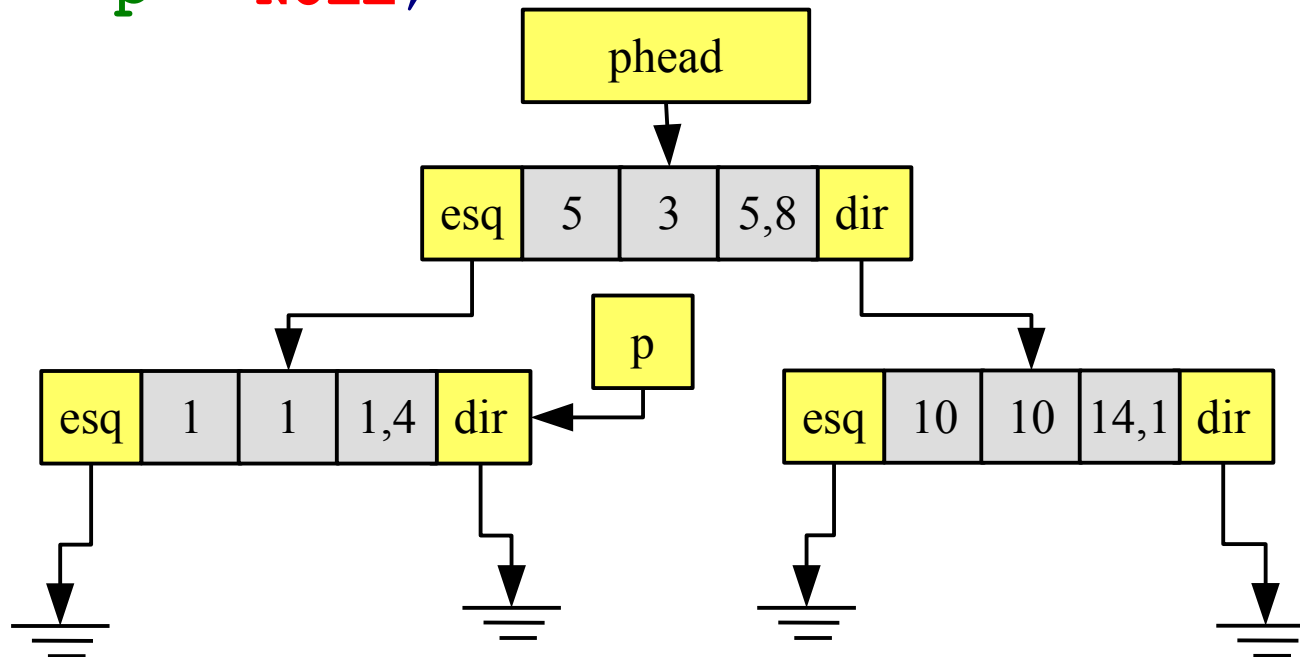 p NULL;
phead
esq 5 3 5,8 dir
p
esq 1 1 1,4 dir
esq 10 10 14,1 dir